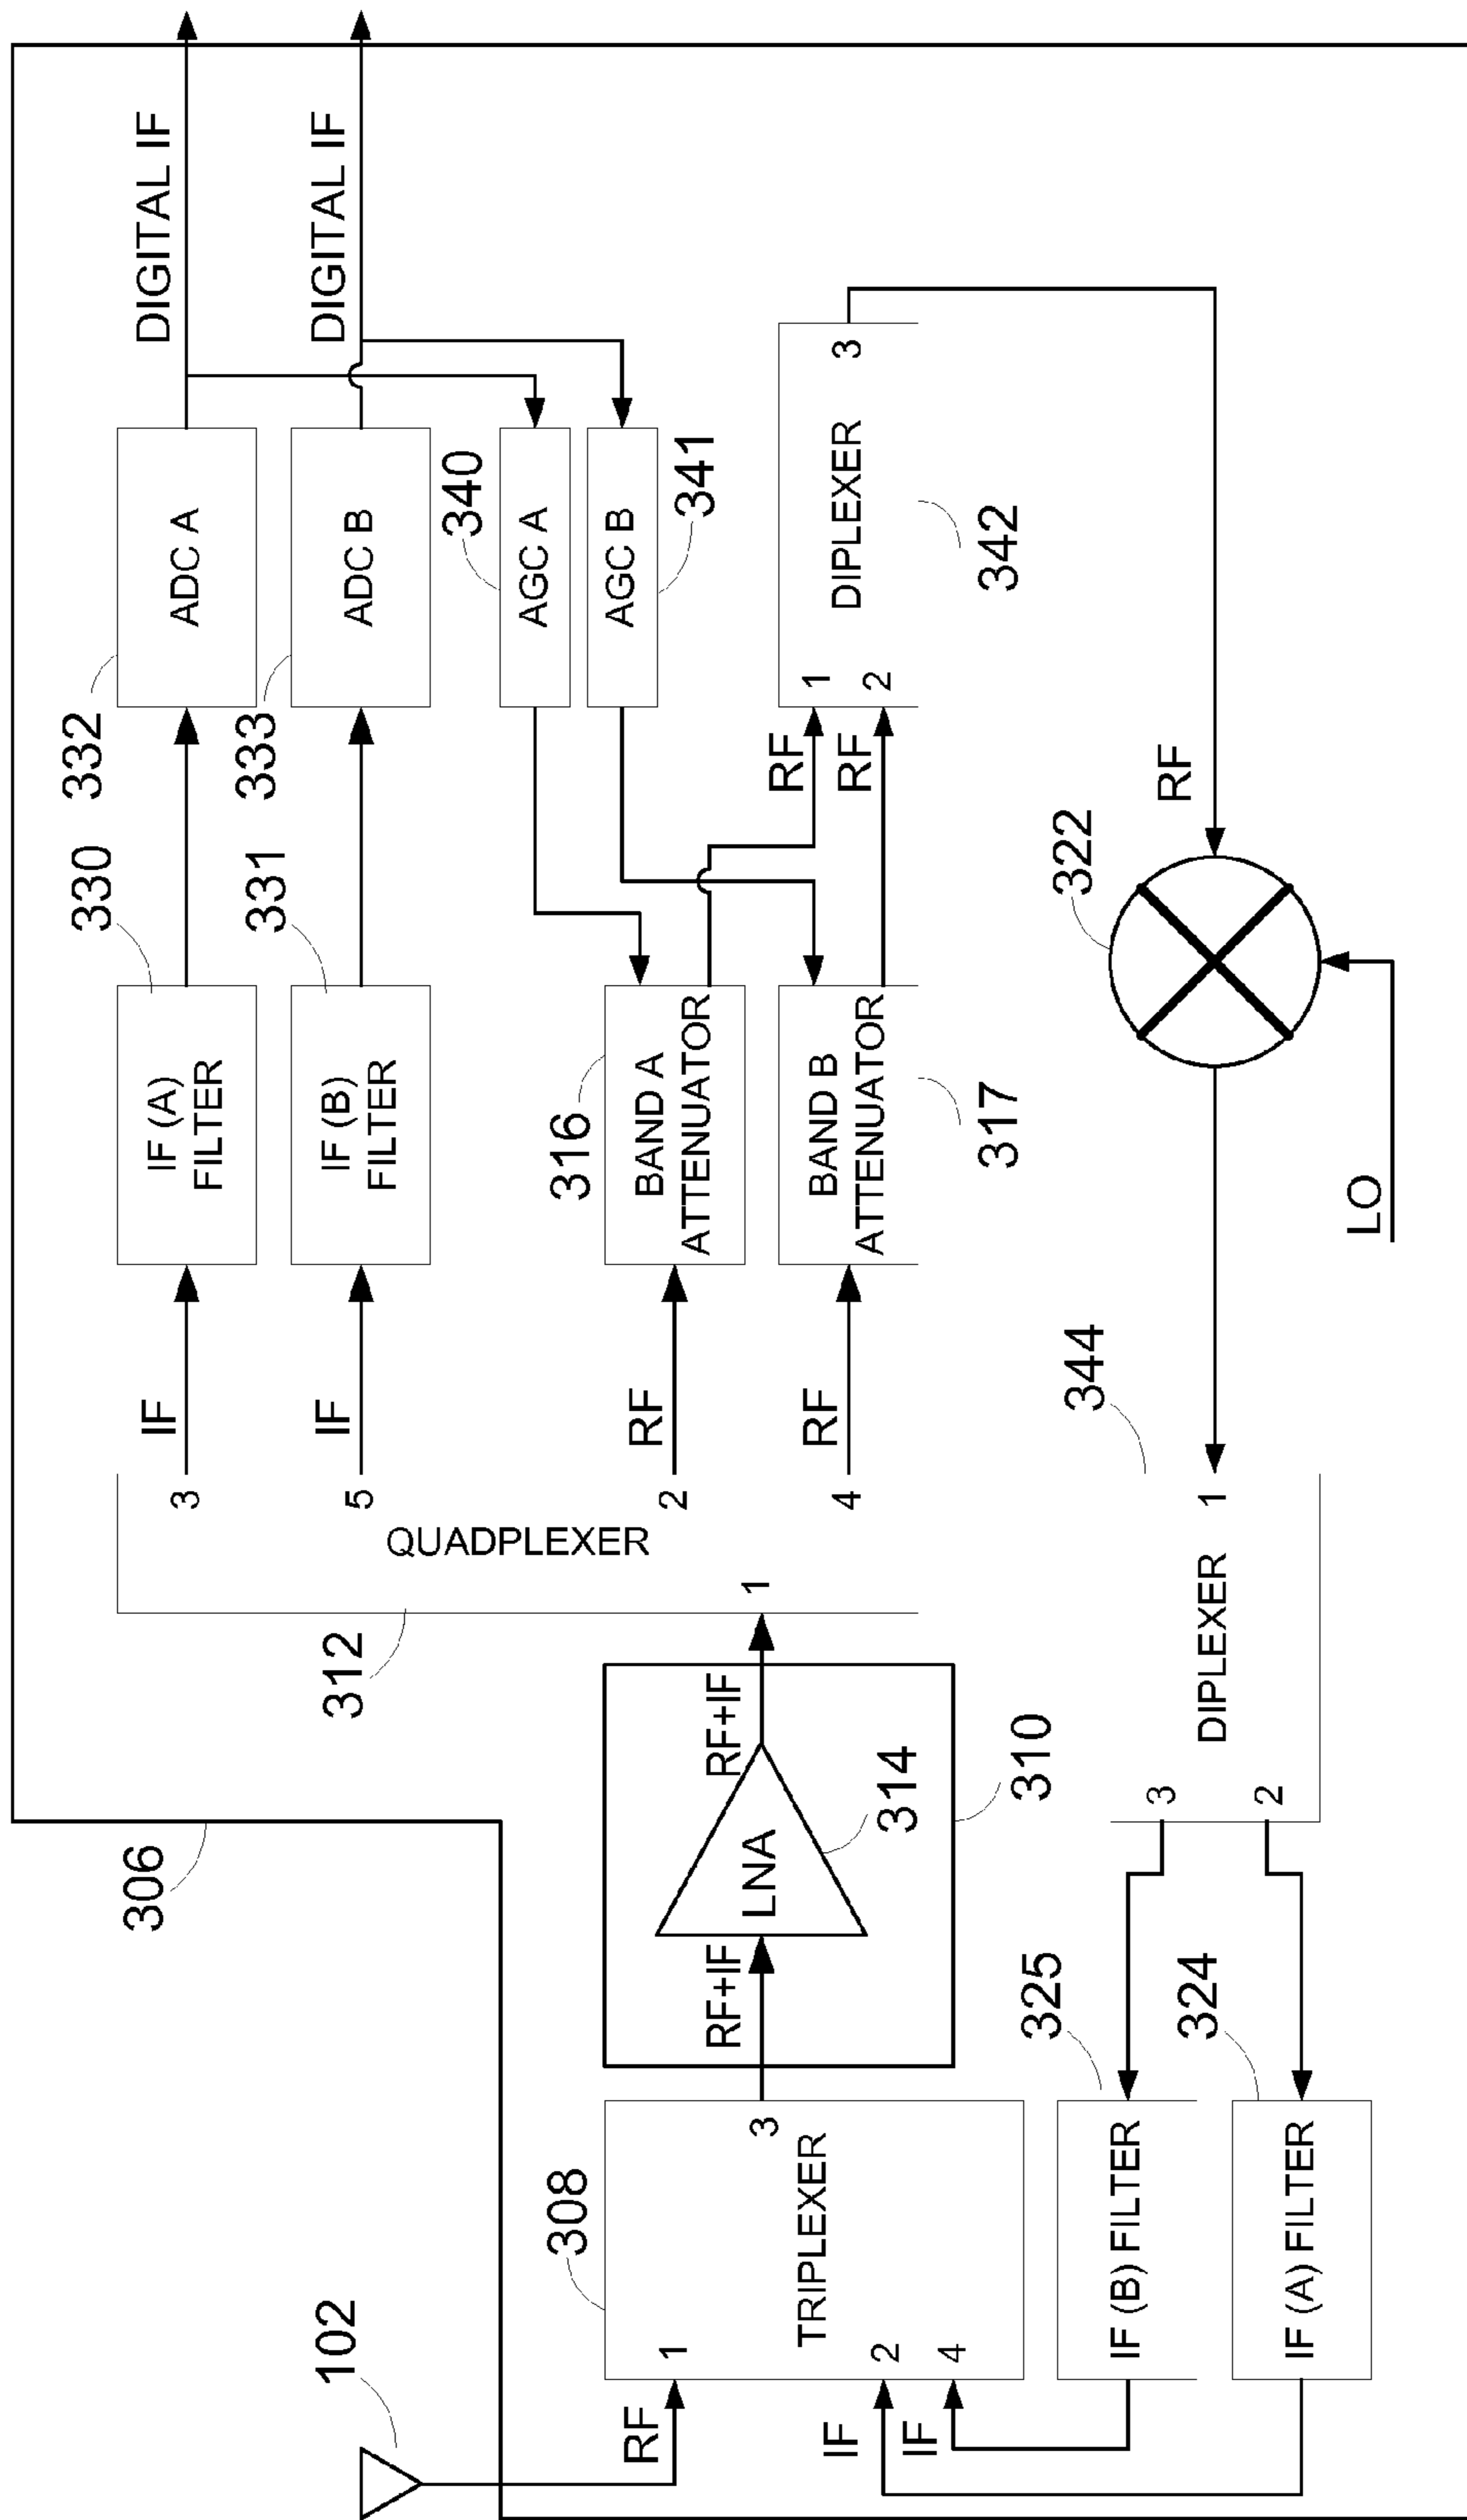 102
306
312
308
330
332
331
333
DIGITAL IF
DIGITAL IF
IF
3
IF (A)
FILTER
ADC A
IF
5
IF (B)
FILTER
ADC B
QUADPLEXER
340
AGC A
AGC B
341
RF
1
TRIPLEXER
3
RF+IF
LNA
RF+IF
314
310
1
RF
2
316
BAND A
ATTENUATOR
RF
4
BAND B
ATTENUATOR
317
RF
RF
1
2
DIPLEXER
3
342
IF
2
IF
4
325
IF (B) FILTER
324
IF (A) FILTER
3
2
DIPLEXER
1
344
322
RF
LO